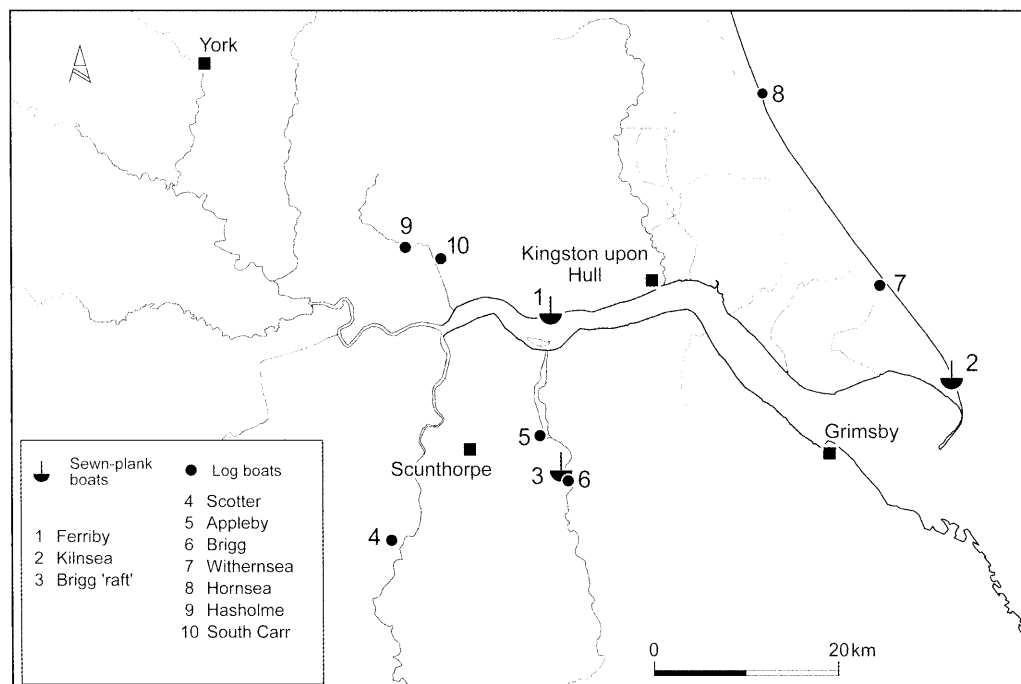 York
8
9
10
Kingston upon
Hull
1
7
2
5
Grimsby
Scunthorpe
3
6
4
Sewn-plank
boats
1 Ferriby
2 Kilnsea
3 Brigg 'raft'
Log boats
4 Scotter
5 Appleby
6 Brigg
7 Withernsea
8 Hornsea
9 Hasholme
10 South Carr
0
20 km